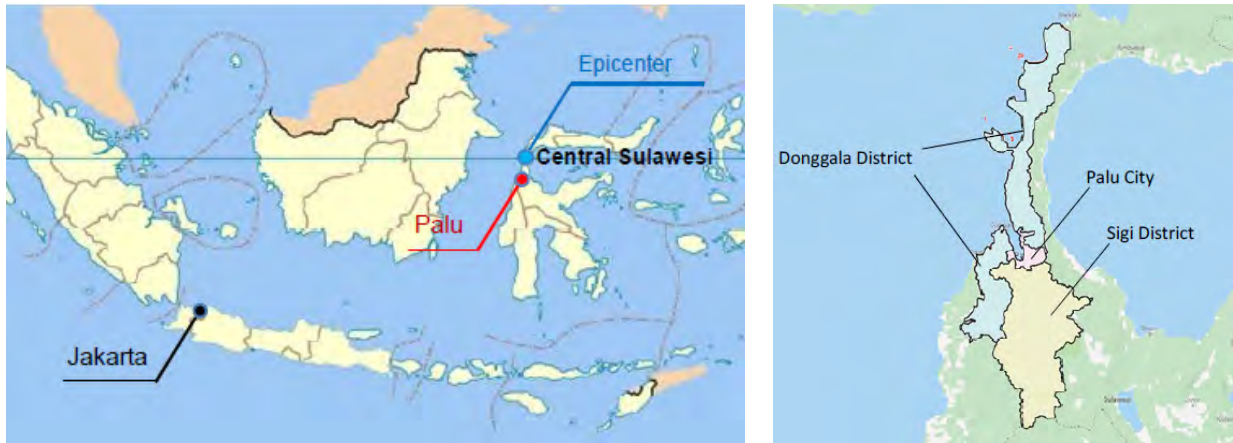 Epicenter
Central Sulawesi
Palu
Jakarta
Donggala District
Palu City
Sigi District